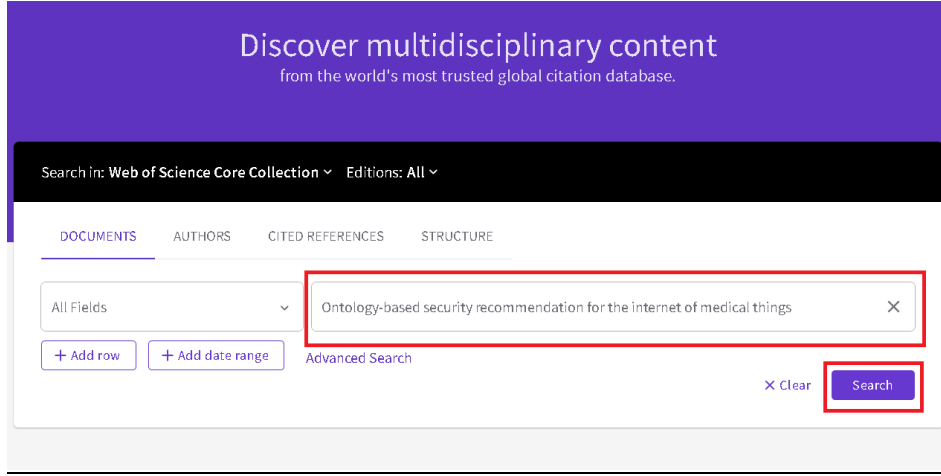 Discover multidisciplinary content
from the world's most trusted global citation database.
Search in: Web of Science Core Collection Editions: All
DOCUMENTS AUTHORS CITED REFERENCES STRUCTURE
All Fields Ontology-based security recommendation for the internet of medical things
+ Add row + Add date range Advanced Search
× Clear Search